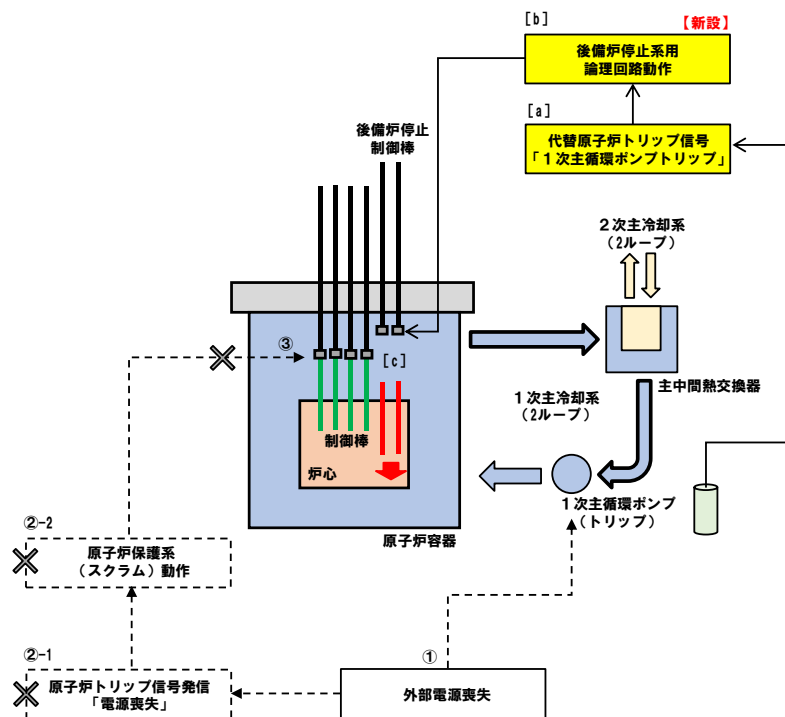 [b]
【新設】
後備炉停止系用
論理回路動作
[a]
代替原子炉トリップ信号
「１次主循環ポンプトリップ」
後備炉停止
制御棒
２次主冷却系
（2ループ）
③
[c]
主中間熱交換器
１次主冷却系
（2ループ）
制御棒
炉心
１次主循環ポンプ
（トリップ）
原子炉容器
②-2
原子炉保護系
（スクラム）動作
②-1
原子炉トリップ信号発信
「電源喪失」
①
外部電源喪失